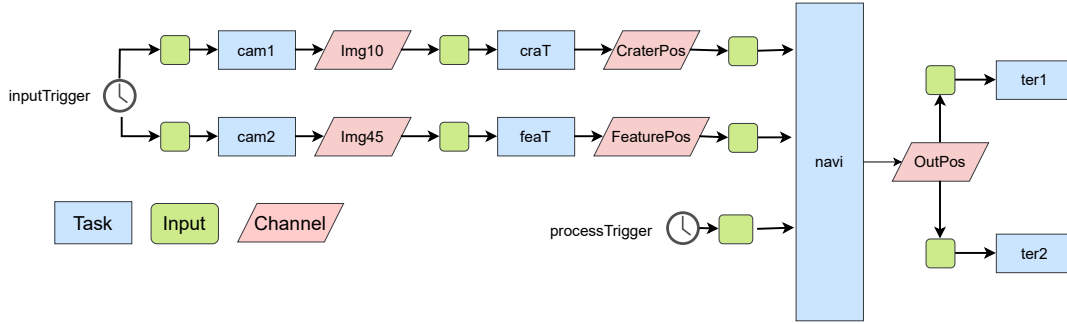 inputTrigger
cam1
Img10
craT
CraterPos
cam2
Img45
feaT
FeaturePos
navi
OutPos
ter1
ter2
processTrigger
Task
Input
Channel